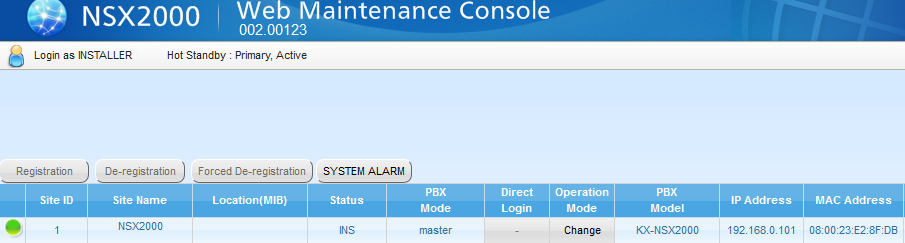 NSX2000
Web Maintenance Console
002.00123
Login as INSTALLER
Hot Standby : Primary, Active
Registration
De-registration
Forced De-registration
SYSTEM ALARM
Site ID
Site Name
Location(MIB)
Status
PBX
Mode
Direct
Login
Operation
Mode
PBX
Model
IP Address
MAC Address
1
NSX2000
INS
master
-
Change
KX-NSX2000
192.168.0.101
08:00:23:E2:8F:DB